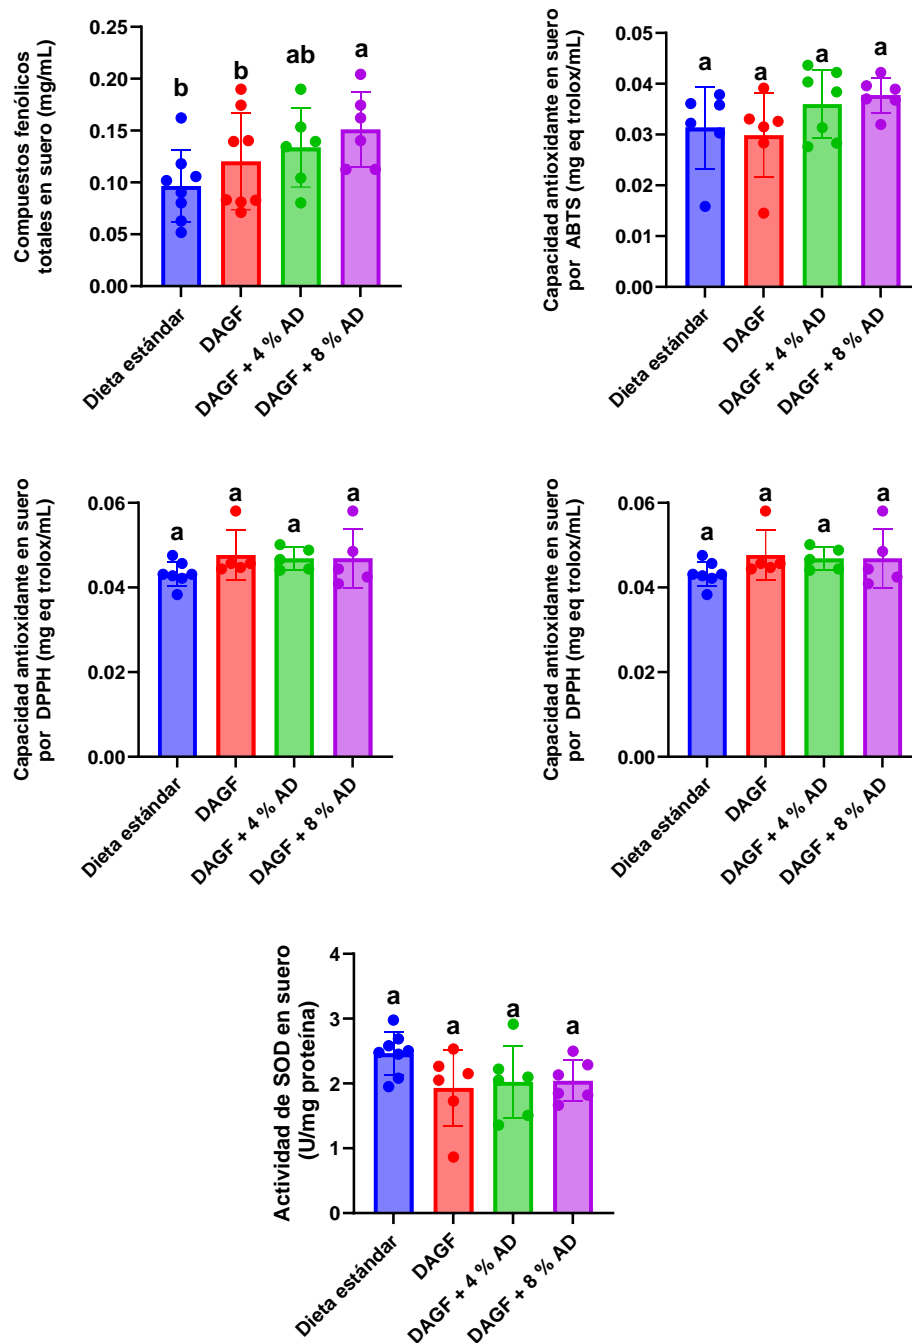 Compuestos fenólicos
totales en suero (mg/mL)
0.25
0.20
0.15
0.10
0.05
0.00
b
b
ab
a
Dieta estándar
DAGF
DAGF + 4 % AD
DAGF + 8 % AD
Capacidad antioxidante en suero
por ABTS (mg eq trolox/mL)
0.05
0.04
0.03
0.02
0.01
0.00
a
a
a
a
Dieta estándar
DAGF
DAGF + 4 % AD
DAGF + 8 % AD
Capacidad antioxidante en suero
por DPPH (mg eq trolox/mL)
0.06
0.04
0.02
0.00
a
a
a
a
Dieta estándar
DAGF
DAGF + 4 % AD
DAGF + 8 % AD
Capacidad antioxidante en suero
por DPPH (mg eq trolox/mL)
0.06
0.04
0.02
0.00
a
a
a
a
Dieta estándar
DAGF
DAGF + 4 % AD
DAGF + 8 % AD
Actividad de SOD en suero
(U/mg proteína)
4
3
2
1
0
a
a
a
a
Dieta estándar
DAGF
DAGF + 4 % AD
DAGF + 8 % AD